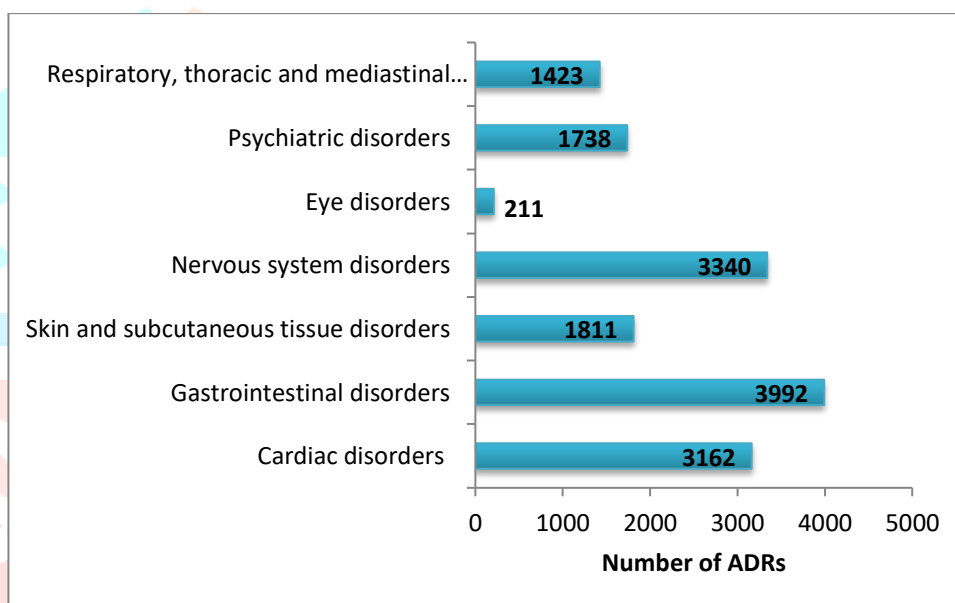 Respiratory, thoracic and mediastinal... 1423
Psychiatric disorders 1738
Eye disorders 211
Nervous system disorders 3340
Skin and subcutaneous tissue disorders 1811
Gastrointestinal disorders 3992
Cardiac disorders 3162
0 1000 2000 3000 4000 5000
Number of ADRs